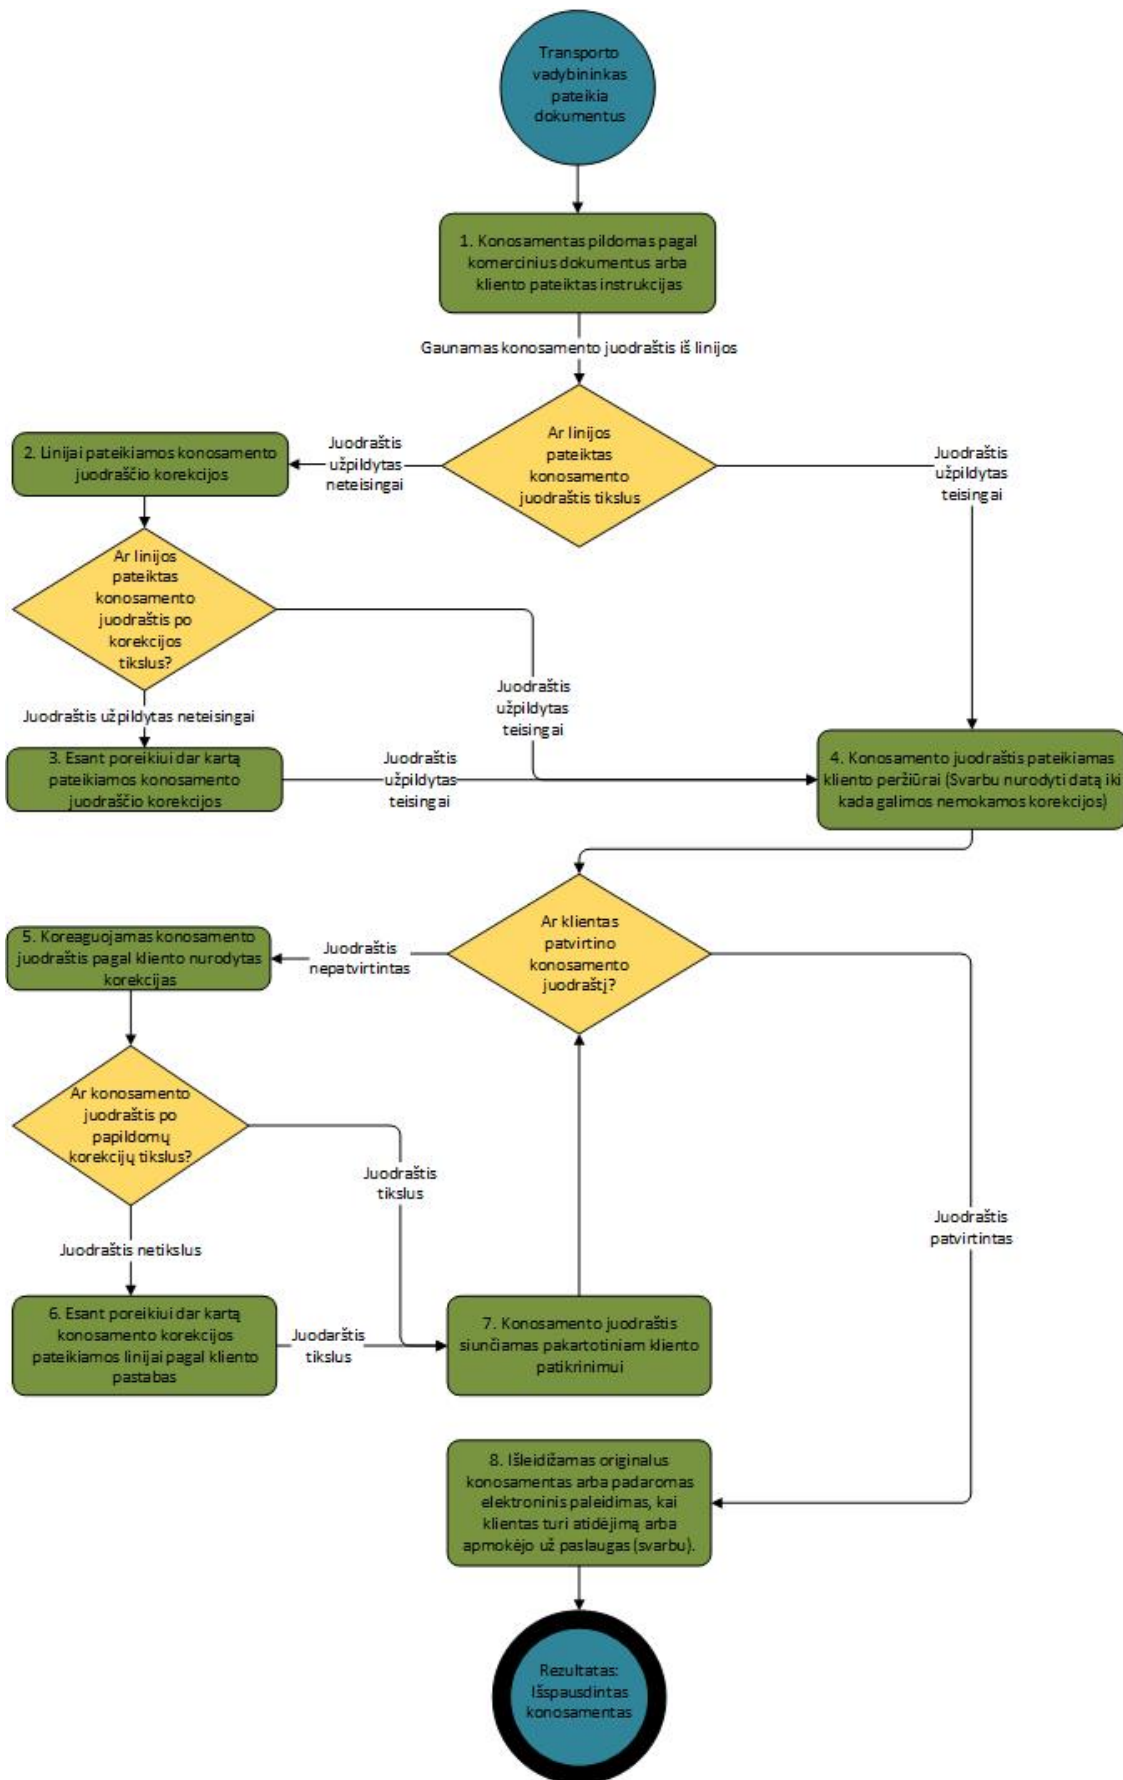 Transporto
vadybininkas
pateikia
dokumentus
1. Konosamentas pildomas pagal
komercinius dokumentus arba
kliento pateiktas instrukcijas
Gaunamas konosamento juodraštis iš linijos
Ar linijos
pateiktas
konosamento
juodraštis tikslus
Juodraštis
užpildytas
neteisingai
Juodraštis
užpildytas
teisingai
2. Linijai pateikiamos konosamento
juodraščio korekcijos
Ar linijos
pateiktas
konosamento
juodraštis po
korekcijos
tikslus?
Juodraštis
užpildytas
teisingai
Juodraštis užpildytas neteisingai
3. Esant poreikiui dar kartą
pateikiamos konosamento
juodraščio korekcijos
Juodraštis
užpildytas
teisingai
4. Konosamento juodraštis pateikiamas
kliento peržiūrai (Svarbu nurodyti datą iki
kada galimos nemokamos korekcijos)
Ar klientas
patvirtino
konosamento
juodraštį?
Juodraštis
nepatvirtintas
5. Koreaguojamas konosamento
juodraštis pagal kliento nurodytas
korekcijas
Ar konosamento
juodraštis po
papildomų
korekcijų tikslus?
Juodraštis
tikslus
Juodraštis
patvirtintas
Juodraštis netikslus
6. Esant poreikiui dar kartą
konosamento korekcijos
pateikiamos linijai pagal kliento
pastabas
Juodarštis
tikslus
7. Konosamento juodraštis
siunčiamas pakartotiniam kliento
patikrinimui
8. Išleidižamas originalus
konosamentas arba padaromas
elektroninis paleidimas, kai
klientas turi atidėjimą arba
apmokėjo už paslaugas (svarbu).
Rezultatas:
Išspausdintas
konosamentas